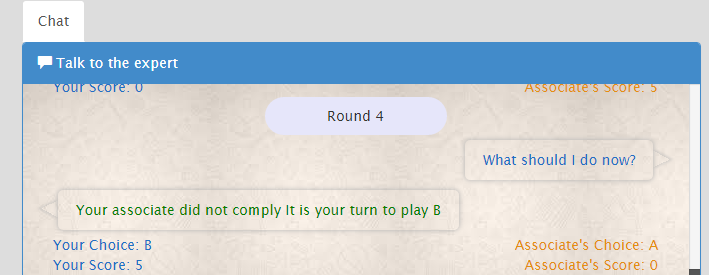 Chat
Talk to the expert
Your Score: 0 Associate's Score: 5
Round 4
What should I do now?
Your associate did not comply It is your turn to play B
Your Choice: B Associate's Choice: A
Your Score: 5 Associate's Score: 0